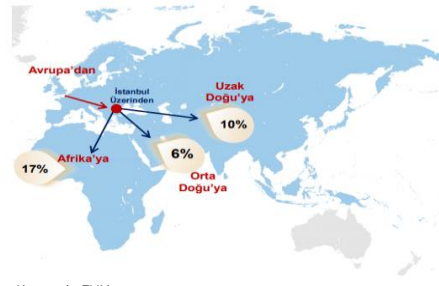 Avrupa'dan
İstanbul
Üzerinden
Uzak
Doğu'ya
10%
Afrika'ya
17%
6%
Orta
Doğu'ya